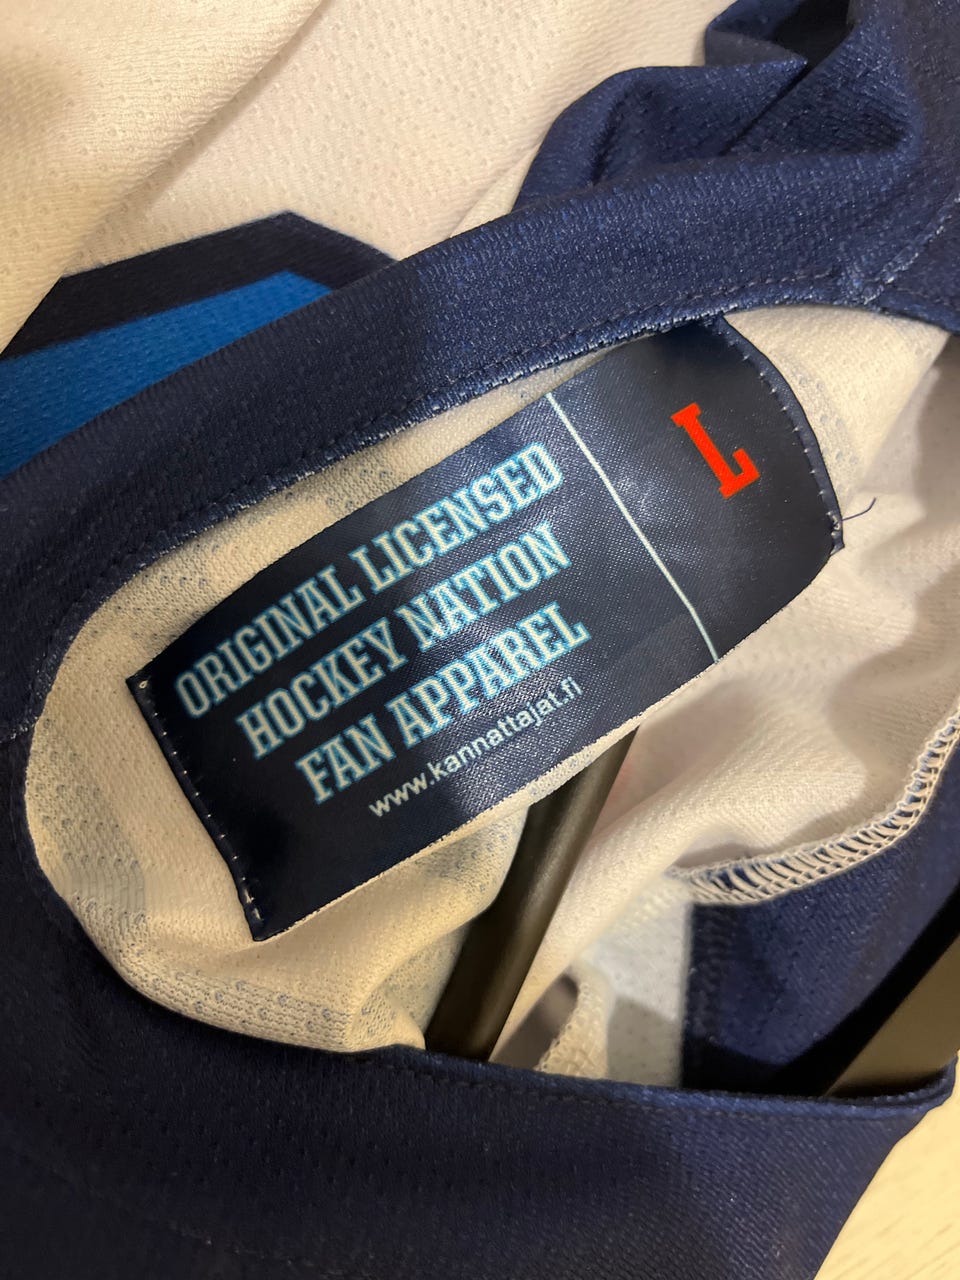 ORIGINAL LICENSED
HOCKEY NATION
FAN APPAREL
www.kannattajat.fi
L